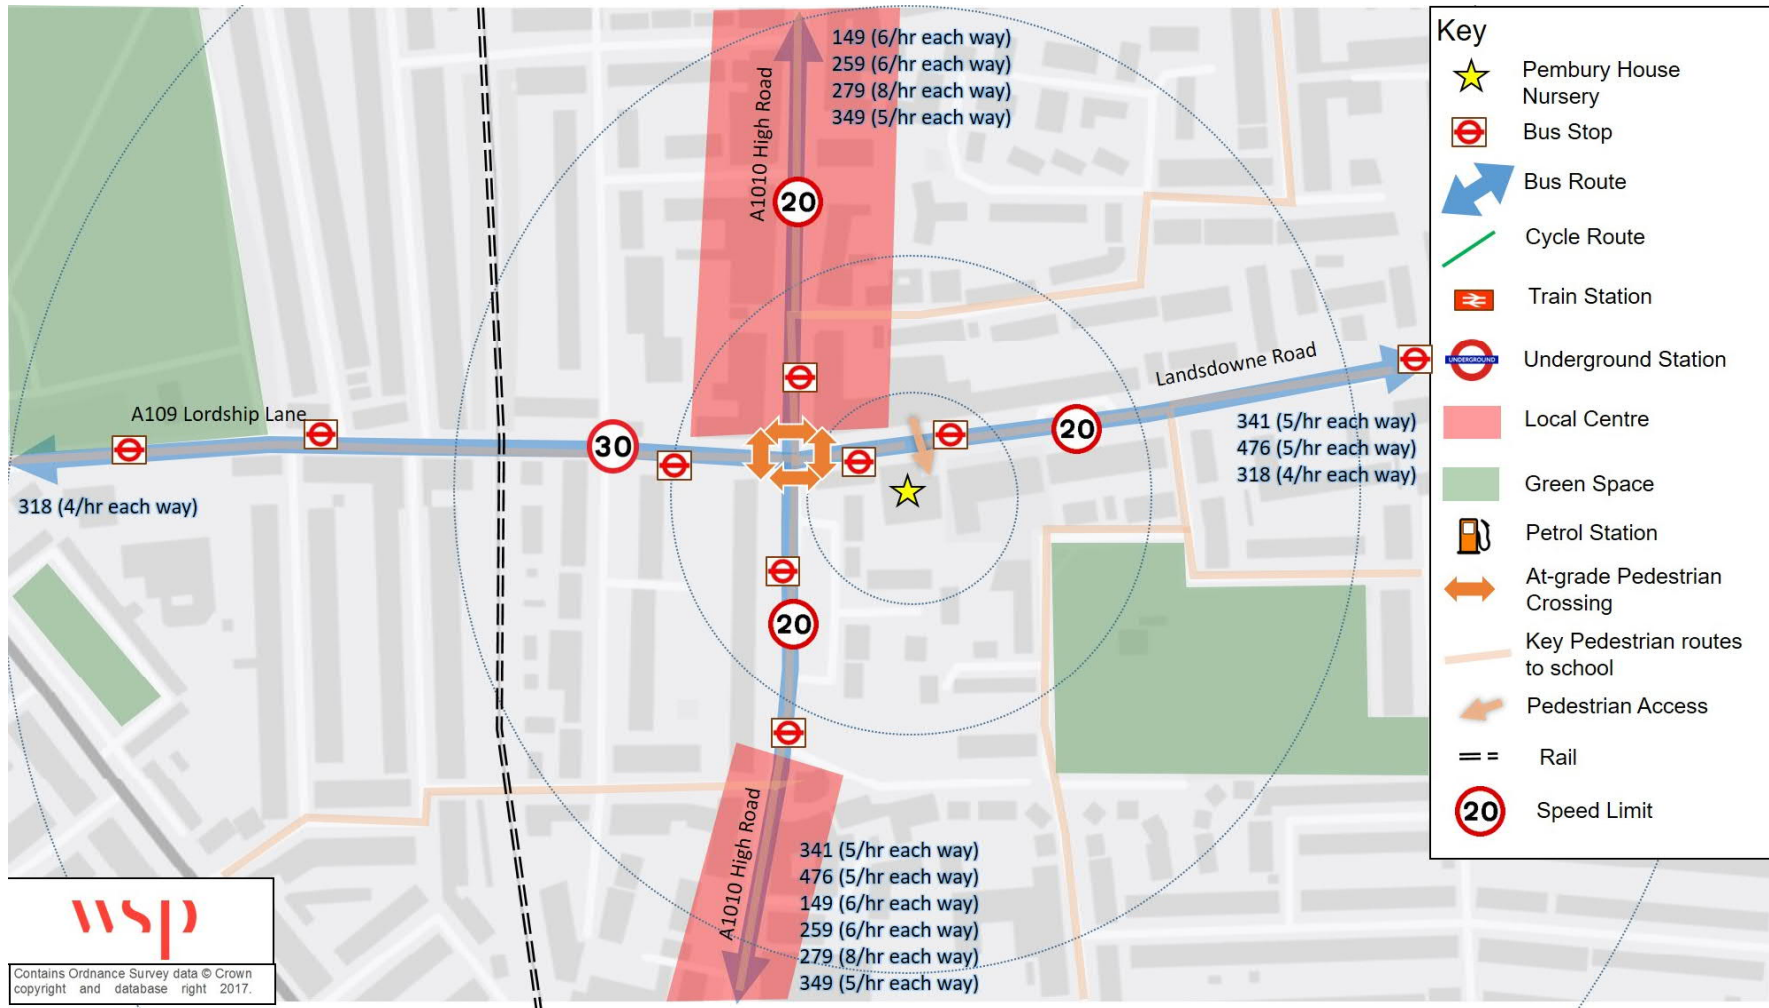 149 (6/hr each way)
259 (6/hr each way)
279 (8/hr each way)
349 (5/hr each way)
A1010 High Road
20
Landsdowne Road
A109 Lordship Lane
30
20
341 (5/hr each way)
476 (5/hr each way)
318 (4/hr each way)
318 (4/hr each way)
20
A1010 High Road
341 (5/hr each way)
476 (5/hr each way)
149 (6/hr each way)
259 (6/hr each way)
279 (8/hr each way)
349 (5/hr each way)
wsp
Contains Ordnance Survey data © Crown
copyright and database right 2017.
Key
Pembury House
Nursery
Bus Stop
Bus Route
Cycle Route
Train Station
UNDERGROUND
Underground Station
Local Centre
Green Space
Petrol Station
At-grade Pedestrian
Crossing
Key Pedestrian routes
to school
Pedestrian Access
Rail
20
Speed Limit